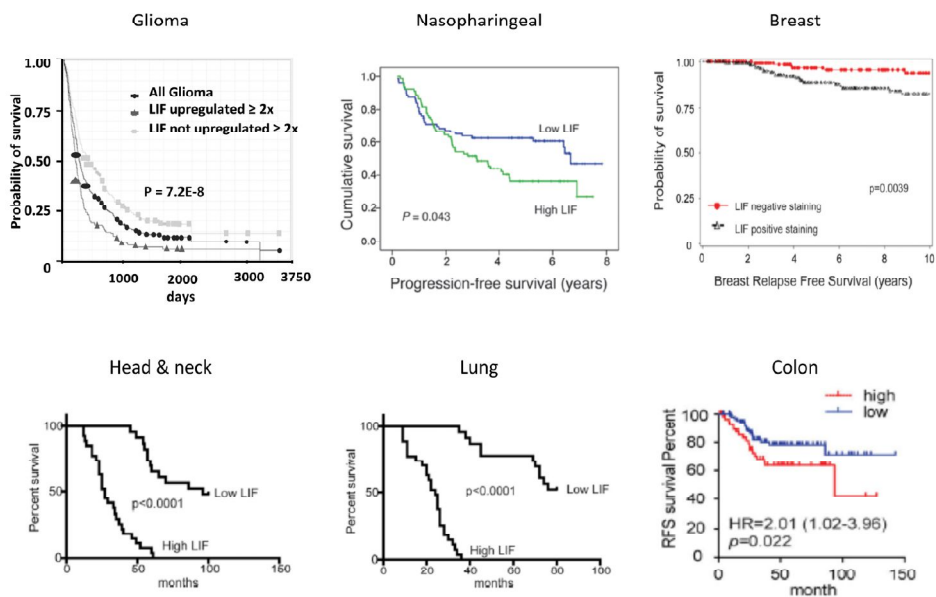 Glioma
1.00
0.75
0.50
0.25
0
Probability of survival
All Glioma
LIF upregulated ≥ 2x
LIF not upregulated > 2x
P = 7.2E-8
1000
2000
3000
3750
days
Nasopharingeal
1.0
0.8
0.6
0.4
0.2
0.0
Cumulative survival
Low LIF
High LIF
P = 0.043
0
2
4
6
8
Progression-free survival (years)
Breast
1.00
0.75
0.50
0.25
0
Probability of survival
p=0.0039
LIF negative staining
LIF positive staining
0
2
4
6
8
10
Breast Relapse Free Survival (years)
Head & neck
100
50
0
Percent survival
p<0.0001
Low LIF
High LIF
0
50
100
150
months
Lung
100
50
0
Percent survival
p<0.0001
Low LIF
High LIF
0
20
40
60
80
100
months
Colon
high
low
100
80
60
40
20
0
RFS survival Percent
HR=2.01 (1.02-3.96)
p=0.022
0
50
100
150
month